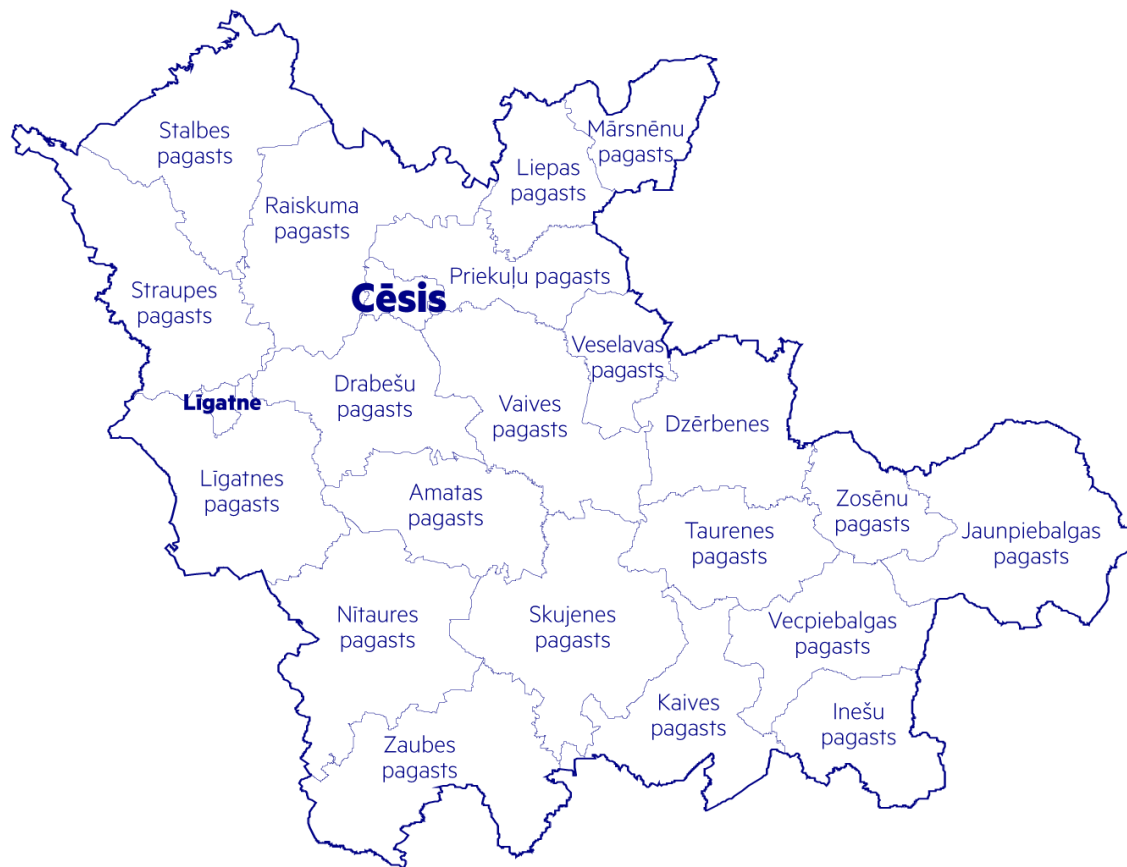 Stalbes
pagasts
Mārsnēnu
pagasts
Liepas
pagasts
Raiskuma
pagasts
Priekuļu pagasts
Straupes
pagasts
Cēsis
Veselavas
pagasts
Drabešu
pagasts
Līgatne
Vaives
pagasts
Dzērbenes
Līgatnes
pagasts
Amatas
pagasts
Zosēnu
pagasts
Taurenes
pagasts
Jaunpiebalgas
pagasts
Nītaures
pagasts
Skujenes
pagasts
Vecpiebalgas
pagasts
Kaives
pagasts
Inešu
pagasts
Zaubes
pagasts